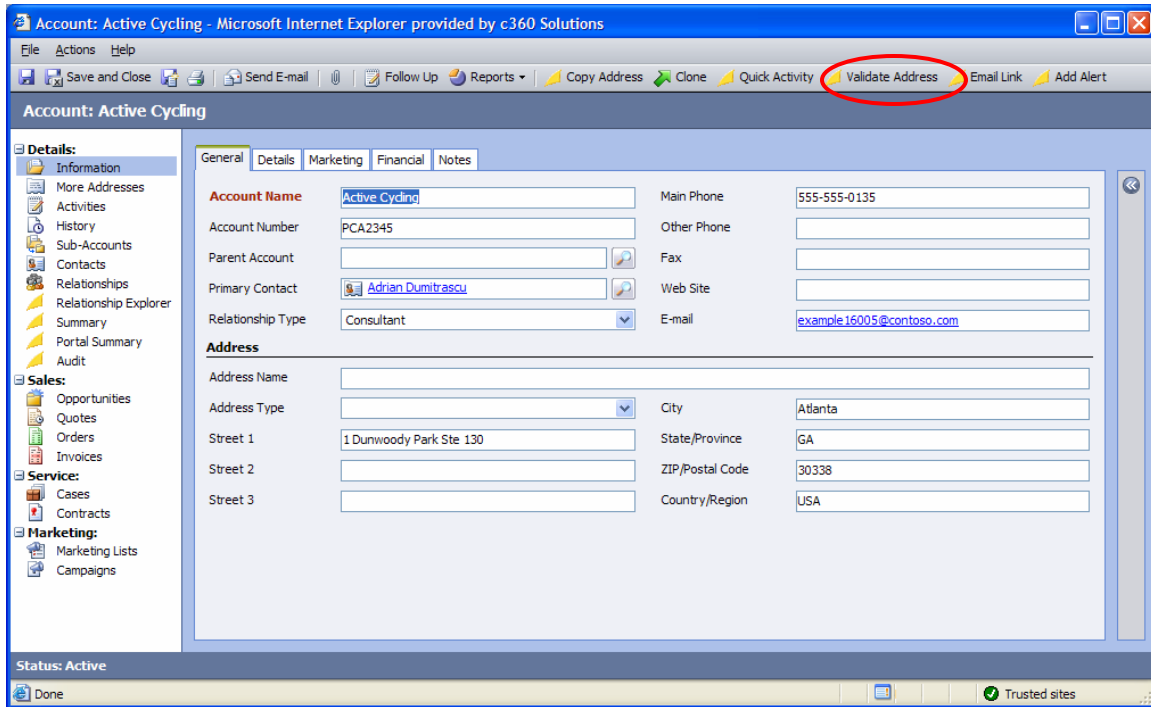 Account: Active Cycling - Microsoft Internet Explorer provided by c360 Solutions
File Actions Help
Save and Close Send E-mail Follow Up Reports Copy Address Clone Quick Activity Validate Address Email Link Add Alert
Account: Active Cycling
Details:
Information
More Addresses
Activities
History
Sub-Accounts
Contacts
Relationships
Relationship Explorer
Summary
Portal Summary
Audit
Sales:
Opportunities
Quotes
Orders
Invoices
Service:
Cases
Contracts
Marketing:
Marketing Lists
Campaigns
General Details Marketing Financial Notes
Account Name Active Cycling Main Phone 555-555-0135
Account Number PCA2345 Other Phone
Parent Account Fax
Primary Contact Adrian Dumitrascu Web Site
Relationship Type Consultant E-mail example16005@contoso.com
Address
Address Name
Address Type City Atlanta
Street 1 1 Dunwoody Park Ste 130 State/Province GA
Street 2 ZIP/Postal Code 30338
Street 3 Country/Region USA
Status: Active
Done Trusted sites